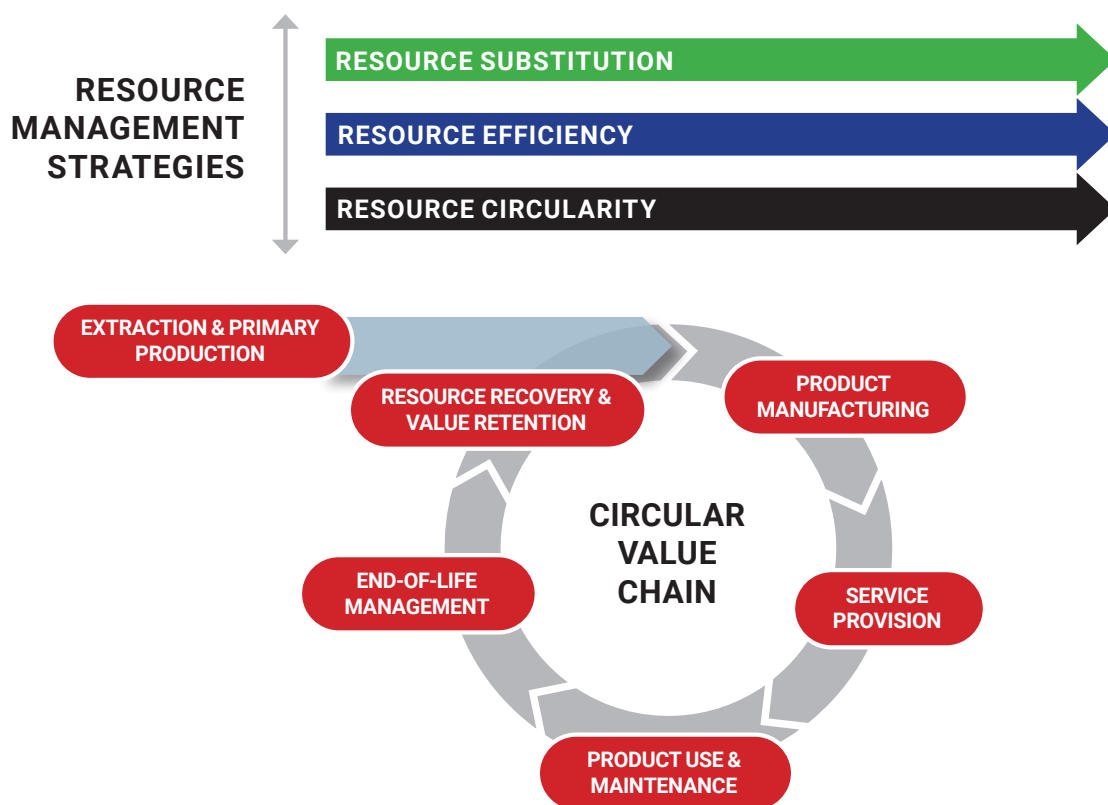 RESOURCE
MANAGEMENT
STRATEGIES
RESOURCE SUBSTITUTION
RESOURCE EFFICIENCY
RESOURCE CIRCULARITY
EXTRACTION & PRIMARY
PRODUCTION
RESOURCE RECOVERY &
VALUE RETENTION
PRODUCT
MANUFACTURING
CIRCULAR
VALUE
CHAIN
END-OF-LIFE
MANAGEMENT
SERVICE
PROVISION
PRODUCT USE &
MAINTENANCE